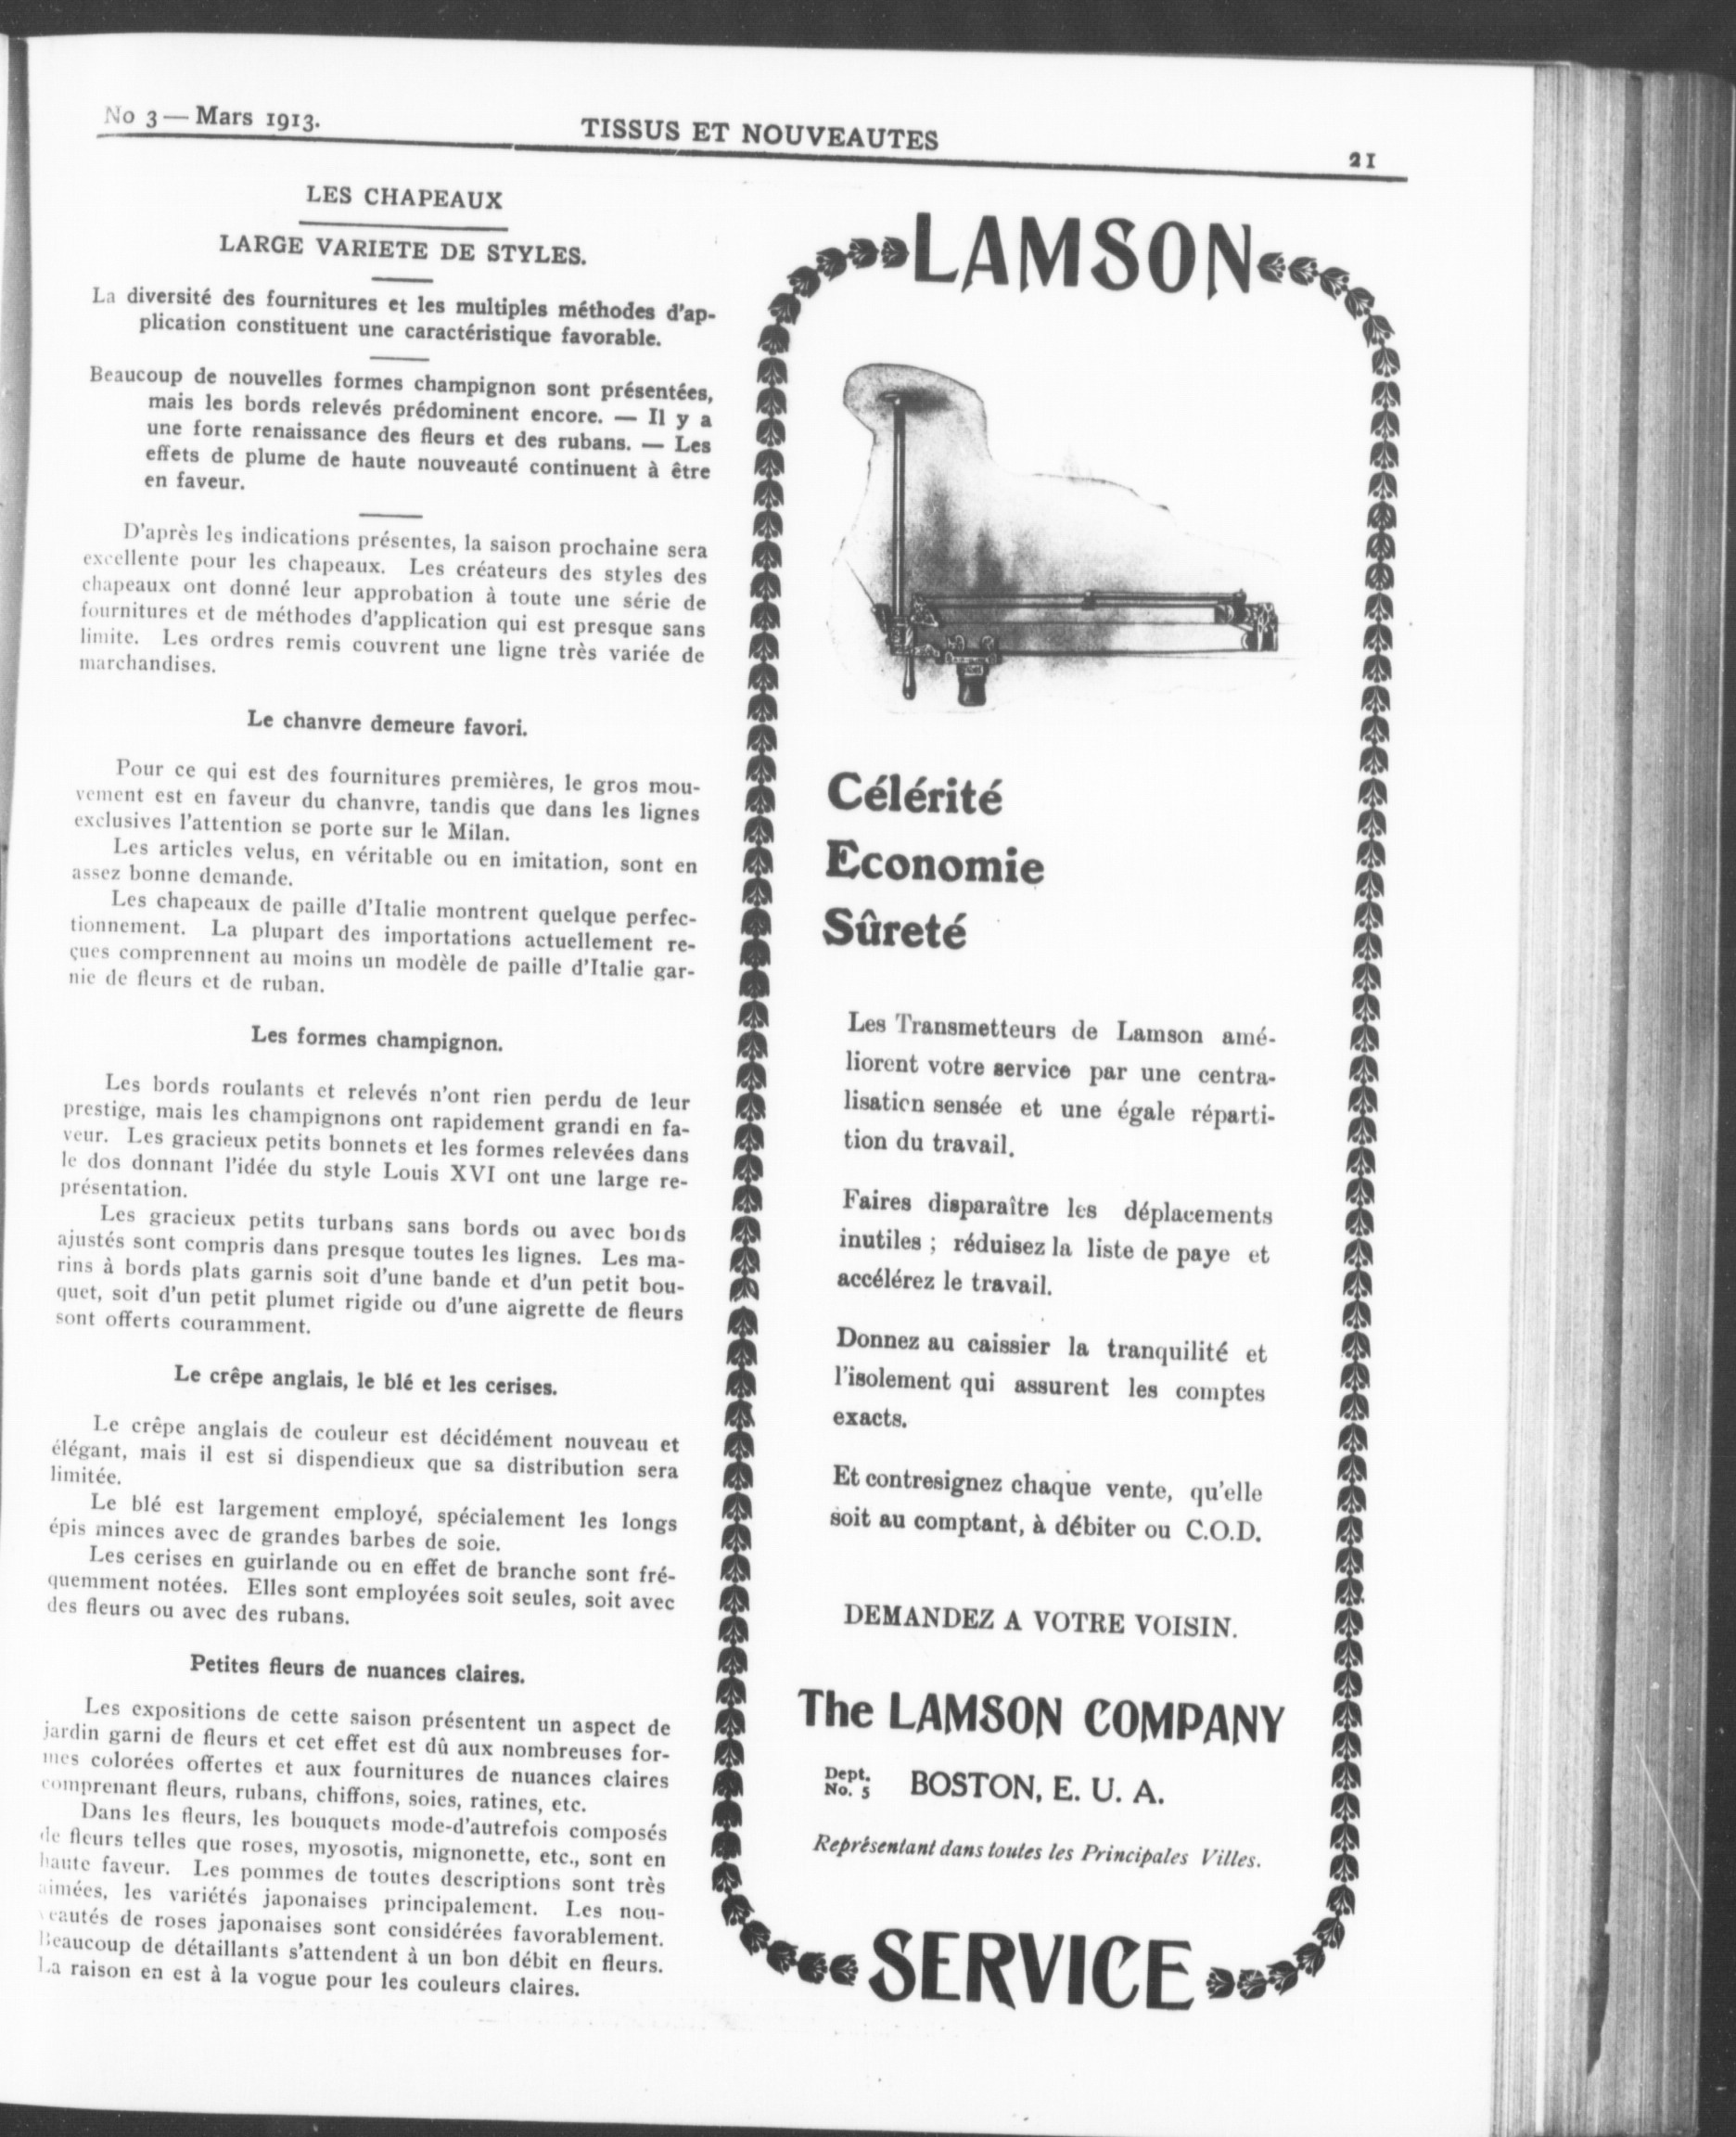 No 3 — Mars 1913.
TISSUS ET NOUVEAUTES
21
LES CHAPEAUX
LARGE VARIETE DE STYLES.
La diversité des fournitures et les multiples méthodes d'ap-
plication constituent une caractéristique favorable.
Beaucoup de nouvelles formes champignon sont présentées,
mais les bords relevés prédominent encore. — Il y a
une forte renaissance des fleurs et des rubans. — Les
effets de plume de haute nouveauté continuent à être
en faveur.
D'après les indications présentes, la saison prochaine sera
excellente pour les chapeaux. Les créateurs des styles des
chapeaux ont donné leur approbation à toute une série de
fournitures et de méthodes d'application qui est presque sans
limite. Les ordres remis couvrent une ligne très variée de
marchandises.
Le chanvre demeure favori.
Pour ce qui est des fournitures premières, le gros mou-
vement est en faveur du chanvre, tandis que dans les lignes
exclusives l'attention se porte sur le Milan.
Les articles velus, en véritable ou en imitation, sont en
assez bonne demande.
Les chapeaux de paille d'Italie montrent quelque perfec-
tionnement. La plupart des importations actuellement re-
çues comprennent au moins un modèle de paille d'Italie gar-
nie de fleurs et de ruban.
Les formes champignon.
Les bords roulants et relevés n'ont rien perdu de leur
prestige, mais les champignons ont rapidement grandi en fa-
veur. Les gracieux petits bonnets et les formes relevées dans
le dos donnant l'idée du style Louis XVI ont une large re-
présentation.
Les gracieux petits turbans sans bords ou avec bords
ajustés sont compris dans presque toutes les lignes. Les ma-
rins à bords plats garnis soit d'une bande et d'un petit bou-
quet, soit d'un petit plumet rigide ou d'une aigrette de fleurs
sont offerts couramment.
Le crêpe anglais, le blé et les cerises.
Le crêpe anglais de couleur est décidément nouveau et
élégant, mais il est si dispendieux que sa distribution sera
limitée.
Le blé est largement employé, spécialement les longs
épis minces avec de grandes barbes de soie.
Les cerises en guirlande ou en effet de branche sont fré-
quemment notées. Elles sont employées soit seules, soit avec
des fleurs ou avec des rubans.
Petites fleurs de nuances claires.
Les expositions de cette saison présentent un aspect de
jardin garni de fleurs et cet effet est dû aux nombreuses for-
mes colorées offertes et aux fournitures de nuances claires
comprenant fleurs, rubans, chiffons, soies, ratines, etc.
Dans les fleurs, les bouquets mode-d'autrefois composés
de fleurs telles que roses, myosotis, mignonette, etc., sont en
haute faveur. Les pommes de toutes descriptions sont très
aimées, les variétés japonaises principalement. Les nou-
veautés de roses japonaises sont considérées favorablement.
Beaucoup de détaillants s'attendent à un bon débit en fleurs.
La raison en est à la vogue pour les couleurs claires.
LAMSON
Célérité
Economie
Sûreté
Les Transmetteurs de Lamson amé-
liorent votre service par une centra-
lisation sensée et une égale réparti-
tion du travail.
Faires disparaître les déplacements
inutiles ; réduisez la liste de paye et
accélérez le travail.
Donnez au caissier la tranquilité et
l'isolement qui assurent les comptes
exacts.
Et contresignez chaque vente, qu'elle
soit au comptant, à débiter ou C.O.D.
DEMANDEZ A VOTRE VOISIN.
The LAMSON COMPANY
Dept.
No. 5
BOSTON, E. U. A.
Représentant dans toutes les Principales Villes.
SERVICE